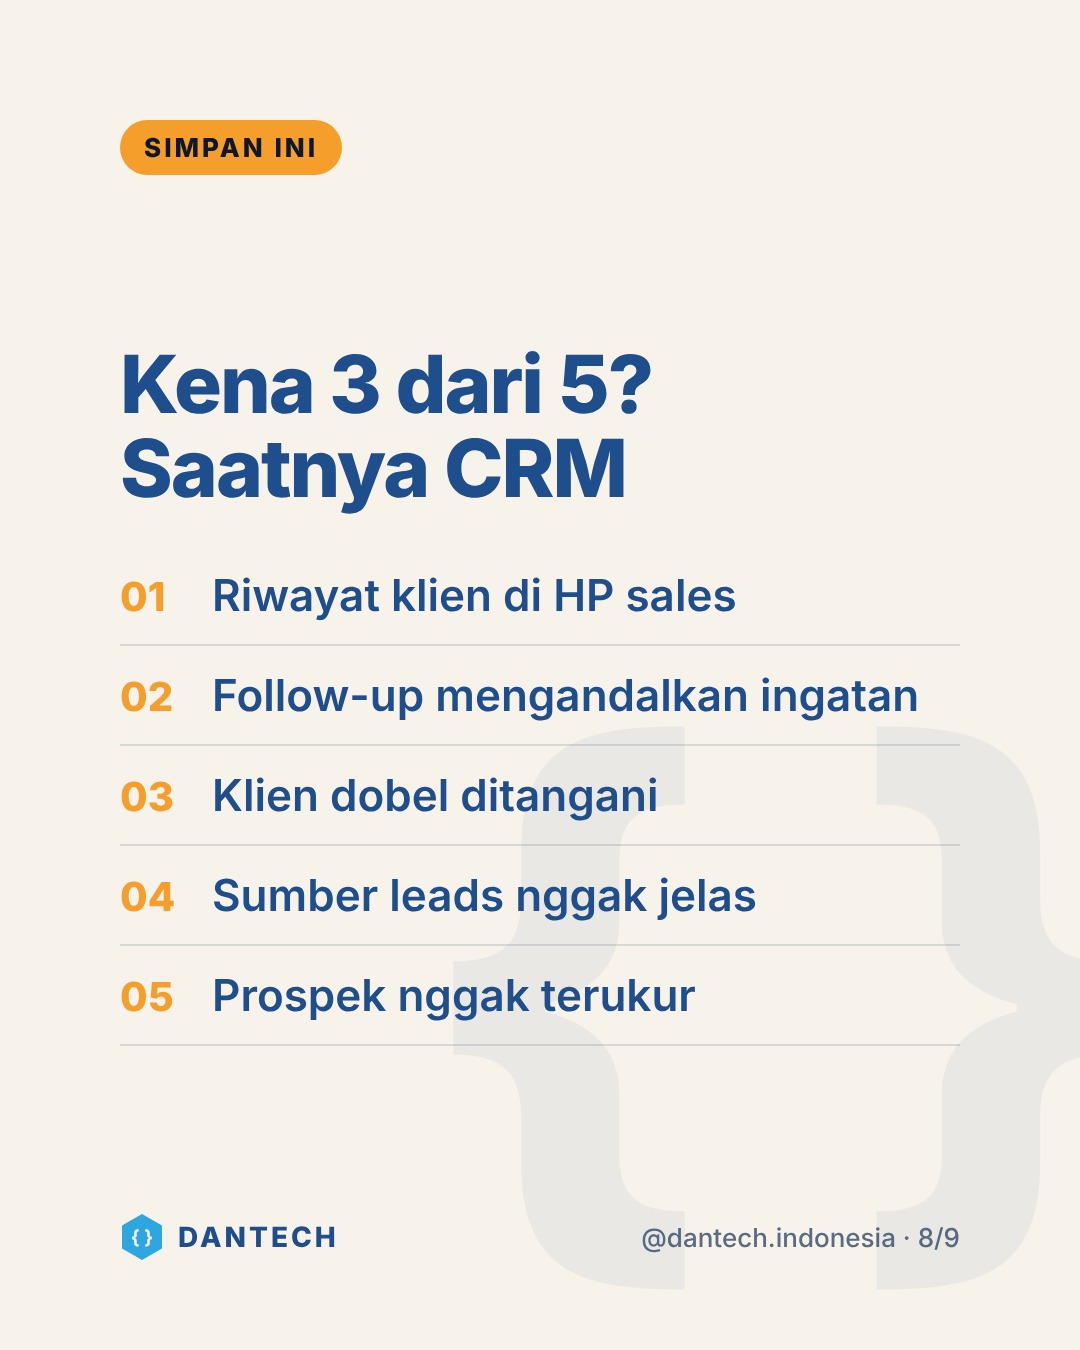 SIMPAN INI
Kena 3 dari 5?
Saatnya CRM
01 Riwayat klien di HP sales
02 Follow-up mengandalkan ingatan
03 Klien dobel ditangani
04 Sumber leads nggak jelas
05 Prospek nggak terukur
{}
{} DANTECH
@dantech.indonesia · 8/9